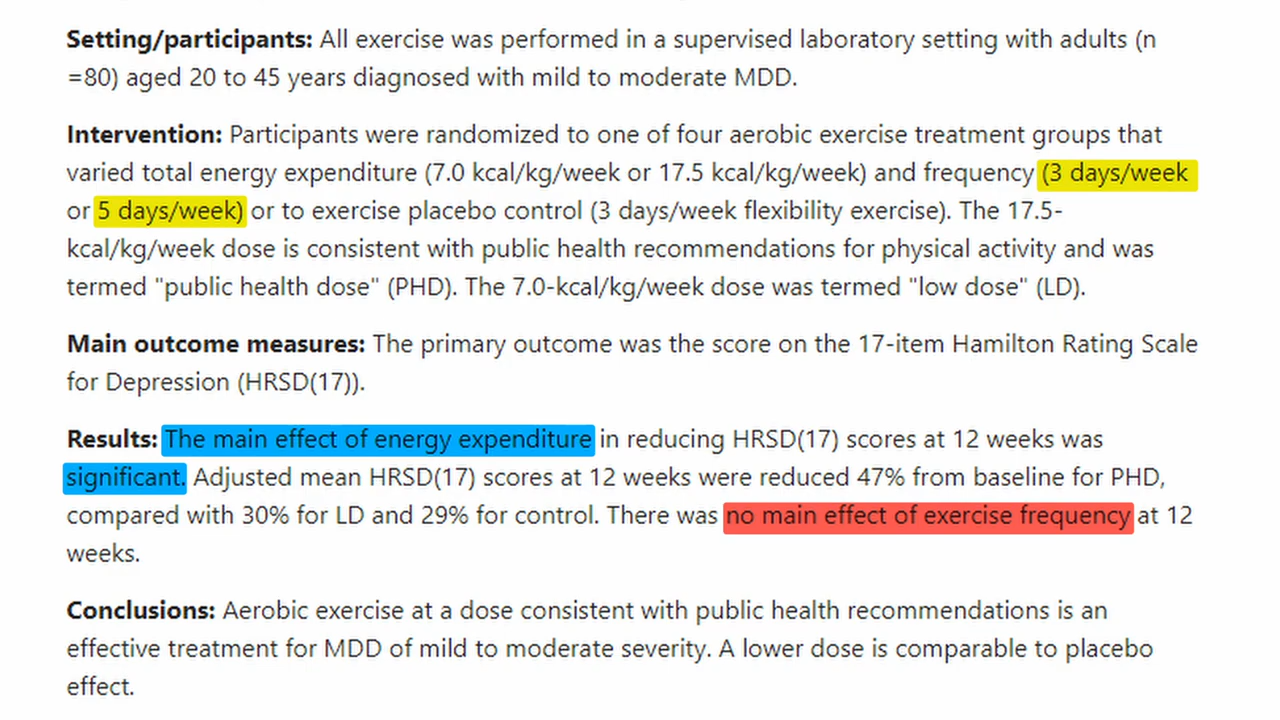 Setting/participants: All exercise was performed in a supervised laboratory setting with adults (n
=80) aged 20 to 45 years diagnosed with mild to moderate MDD.
Intervention: Participants were randomized to one of four aerobic exercise treatment groups that
varied total energy expenditure (7.0 kcal/kg/week or 17.5 kcal/kg/week) and frequency (3 days/week
or 5 days/week) or to exercise placebo control (3 days/week flexibility exercise). The 17.5-
kcal/kg/week dose is consistent with public health recommendations for physical activity and was
termed "public health dose" (PHD). The 7.0-kcal/kg/week dose was termed "low dose" (LD).
Main outcome measures: The primary outcome was the score on the 17-item Hamilton Rating Scale
for Depression (HRSD(17)).
Results: The main effect of energy expenditure in reducing HRSD(17) scores at 12 weeks was
significant. Adjusted mean HRSD(17) scores at 12 weeks were reduced 47% from baseline for PHD,
compared with 30% for LD and 29% for control. There was no main effect of exercise frequency at 12
weeks.
Conclusions: Aerobic exercise at a dose consistent with public health recommendations is an
effective treatment for MDD of mild to moderate severity. A lower dose is comparable to placebo
effect.